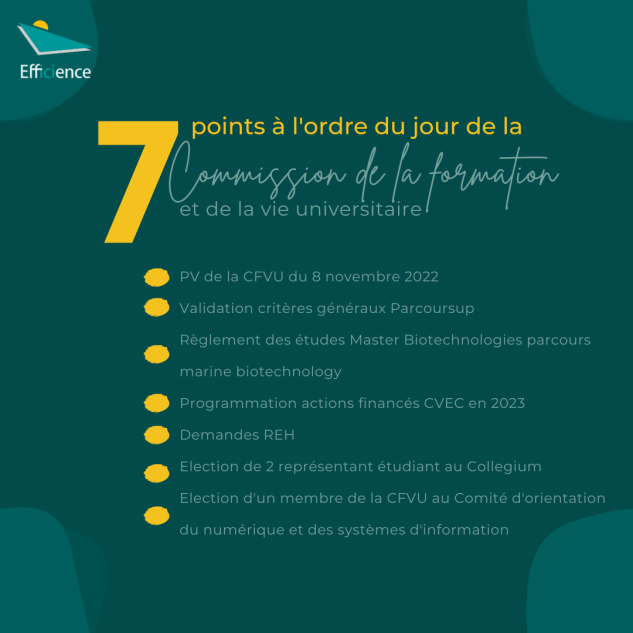 Efficience
7 points à l'ordre du jour de la
Commission de la formation
et de la vie universitaire
PV de la CFVU du 8 novembre 2022
Validation critères généraux Parcoursup
Règlement des études Master Biotechnologies parcours
marine biotechnology
Programmation actions financés CVEC en 2023
Demandes REH
Election de 2 représentant étudiant au Collegium
Election d'un membre de la CFVU au Comité d'orientation
du numérique et des systèmes d'information